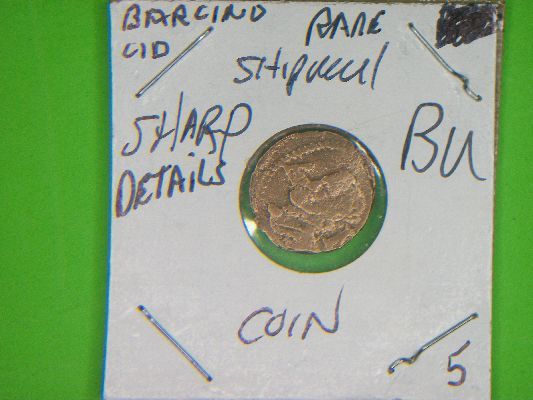 BARCINO RARE
CID SHIPWRECK
SHARP
DETAILS
BU
COIN
5